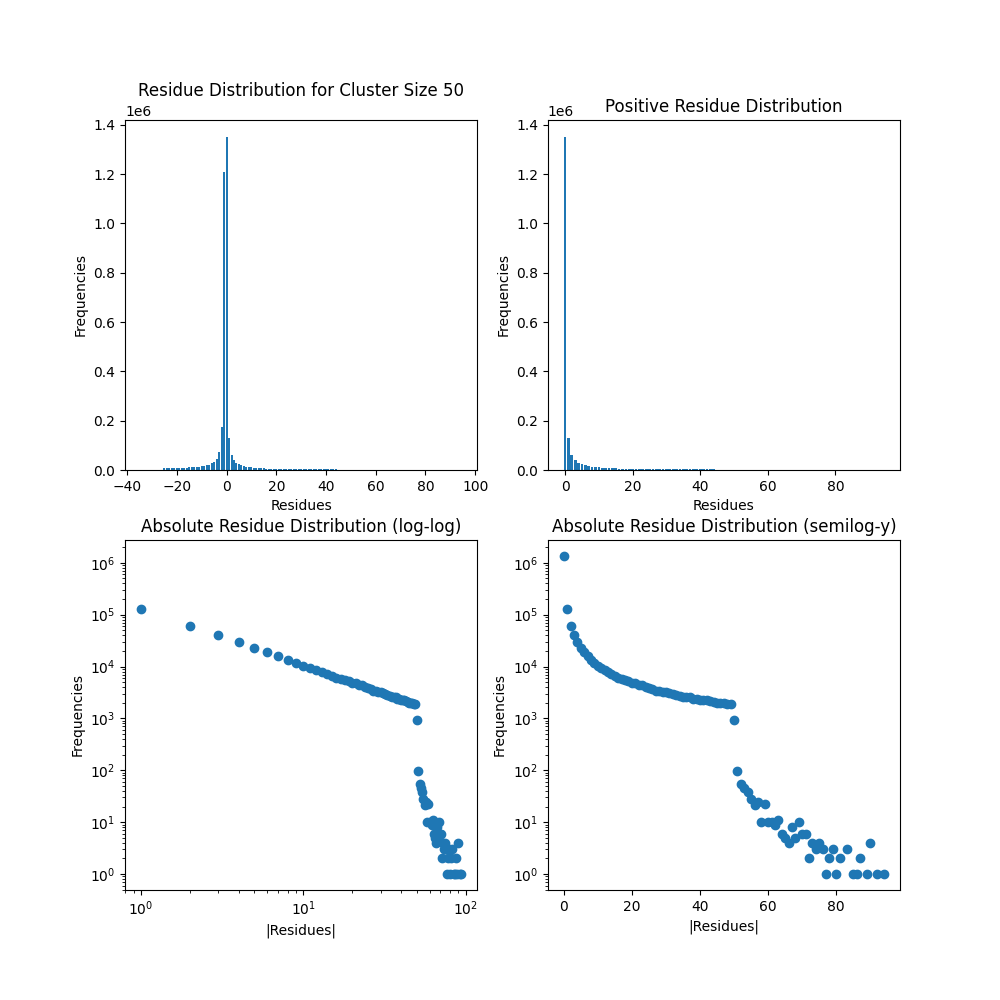 Residue Distribution for Cluster Size 50
1e6
Frequencies
1.4
1.2
1.0
0.8
0.6
0.4
0.2
0.0
−40 −20 0 20 40 60 80 100
Residues
Positive Residue Distribution
1e6
Frequencies
1.4
1.2
1.0
0.8
0.6
0.4
0.2
0.0
0 20 40 60 80
Residues
Absolute Residue Distribution (log-log)
Frequencies
10⁶
10⁵
10⁴
10³
10²
10¹
10⁰
10⁰ 10¹ 10²
|Residues|
Absolute Residue Distribution (semilog-y)
Frequencies
10⁶
10⁵
10⁴
10³
10²
10¹
10⁰
0 20 40 60 80
|Residues|